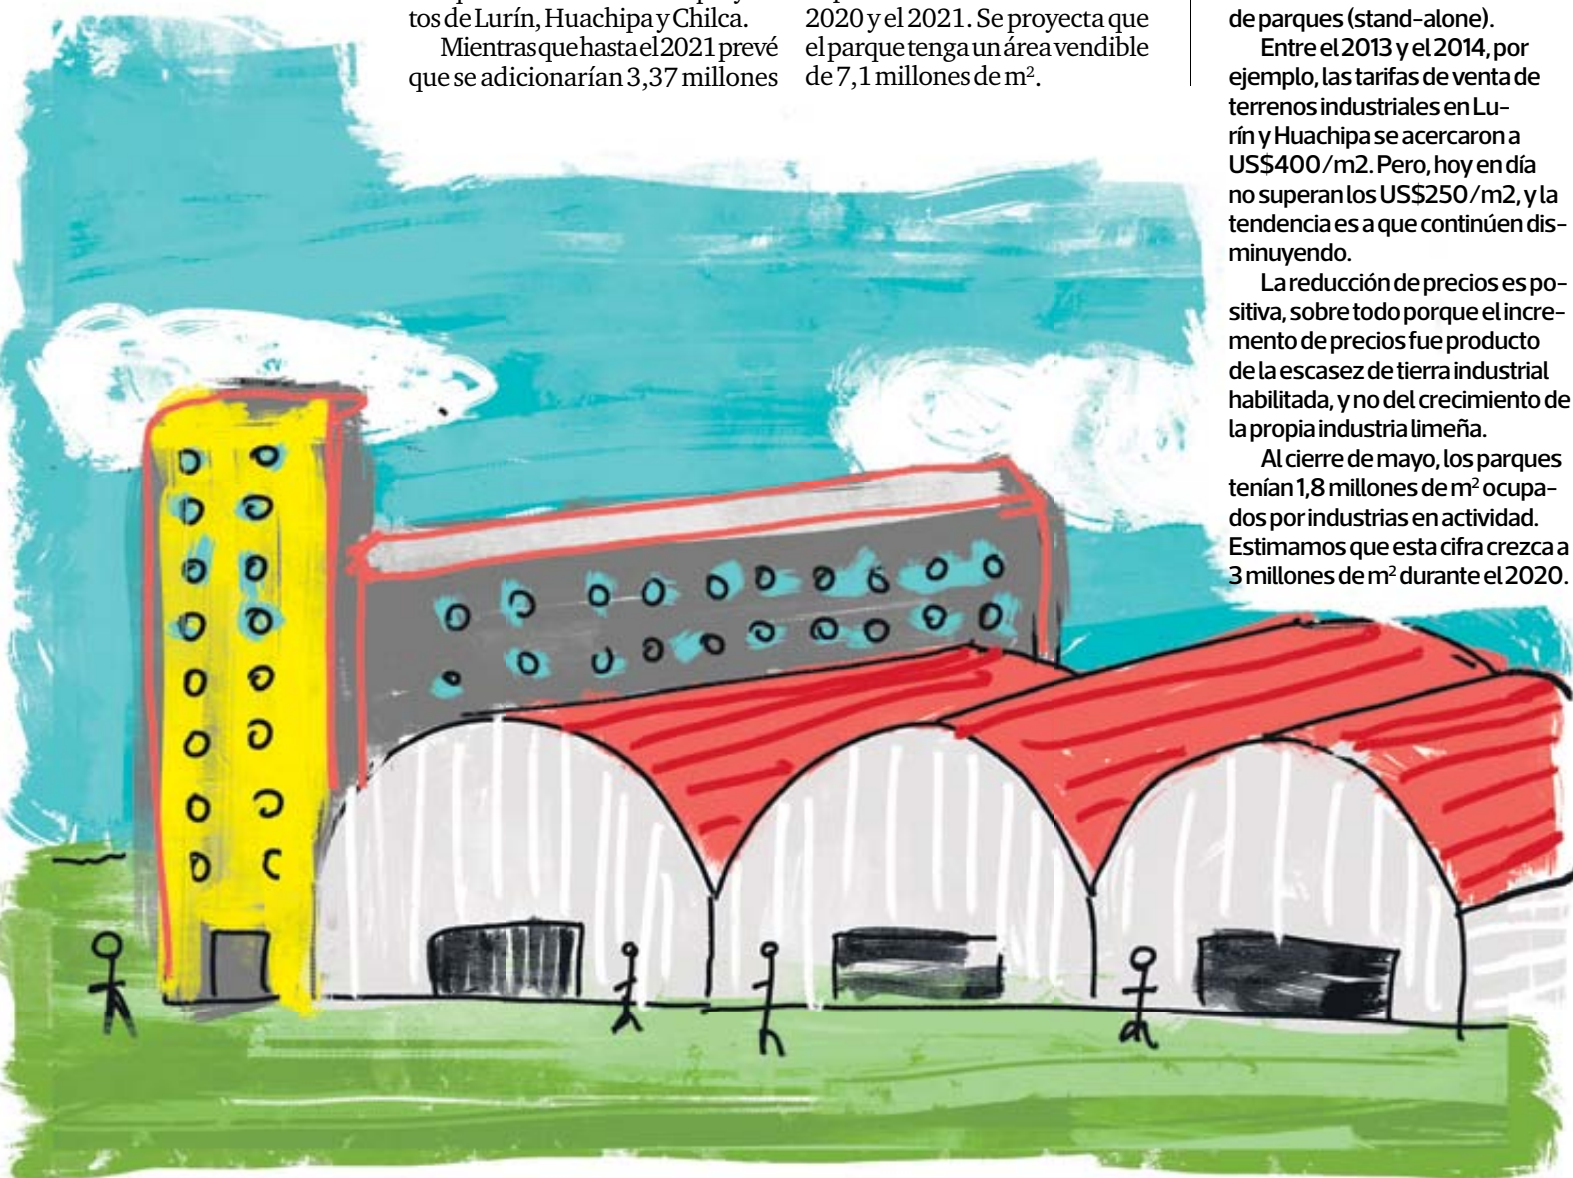 tos de Lurín, Huachipa y Chilca.
Mientras que hasta el 2021 prevé
que se adicionarían 3,37 millones
2020 y el 2021. Se proyecta que
el parque tenga un área vendible
de 7,1 millones de m².
de parques (stand-alone).
Entre el 2013 y el 2014, por
ejemplo, las tarifas de venta de
terrenos industriales en Lu-
rín y Huachipa se acercaron a
US$400/m2. Pero, hoy en día
no superan los US$250/m2, y la
tendencia es a que continúen dis-
minuyendo.
La reducción de precios es po-
sitiva, sobre todo porque el incre-
mento de precios fue producto
de la escasez de tierra industrial
habilitada, y no del crecimiento de
la propia industria limeña.
Al cierre de mayo, los parques
tenían 1,8 millones de m² ocupa-
dos por industrias en actividad.
Estimamos que esta cifra crezca a
3 millones de m² durante el 2020.